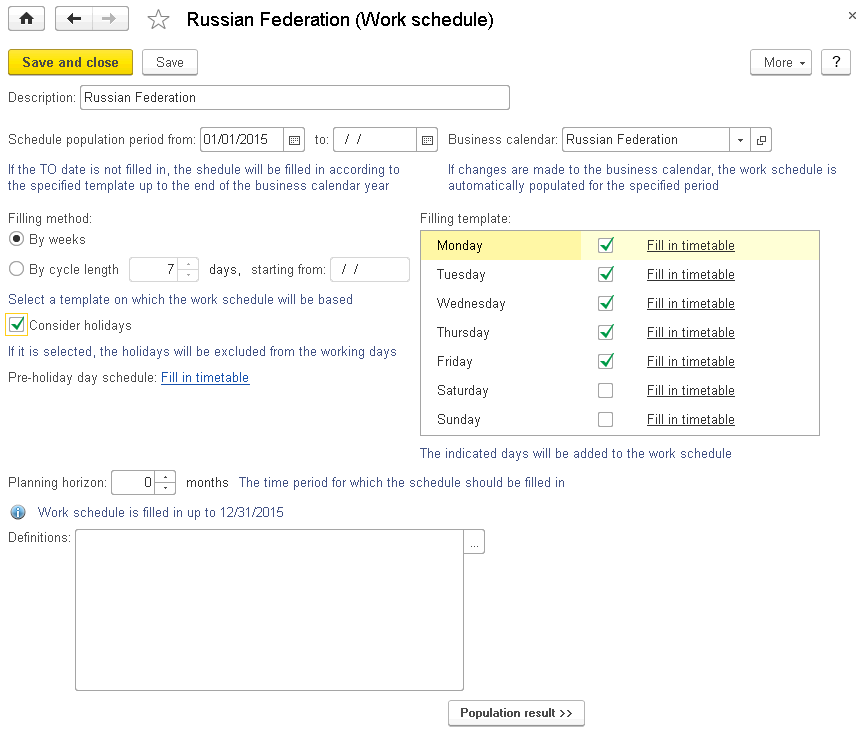 Russian Federation (Work schedule)
Save and close
Save
More
?
Description: Russian Federation
Schedule population period from: 01/01/2015 to: / / Business calendar: Russian Federation
If the TO date is not filled in, the shedule will be filled in according to
the specified template up to the end of the business calendar year
If changes are made to the business calendar, the work schedule is
automatically populated for the specified period
Filling method:
By weeks
By cycle length 7 days, starting from: / /
Select a template on which the work schedule will be based
Consider holidays
If it is selected, the holidays will be excluded from the working days
Pre-holiday day schedule: Fill in timetable
Filling template:
Monday Fill in timetable
Tuesday Fill in timetable
Wednesday Fill in timetable
Thursday Fill in timetable
Friday Fill in timetable
Saturday Fill in timetable
Sunday Fill in timetable
The indicated days will be added to the work schedule
Planning horizon: 0 months The time period for which the schedule should be filled in
Work schedule is filled in up to 12/31/2015
Definitions:
...
Population result >>